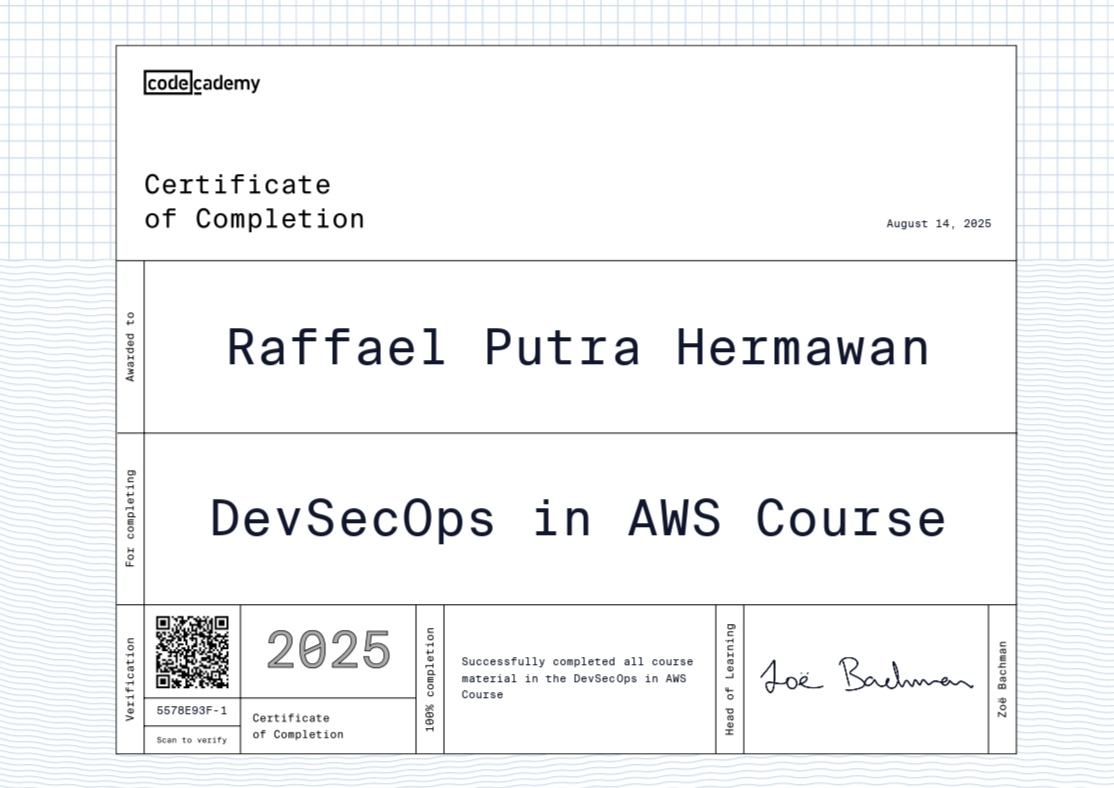 codecademy
Certificate
of Completion
August 14, 2025
Awarded to
Raffael Putra Hermawan
For completing
DevSecOps in AWS Course
Verification
5578E93F-1
Scan to verify
2025
Certificate
of Completion
100% completion
Successfully completed all course
material in the DevSecOps in AWS
Course
Head of Learning
Zoë Bachman
Zoë Bachman